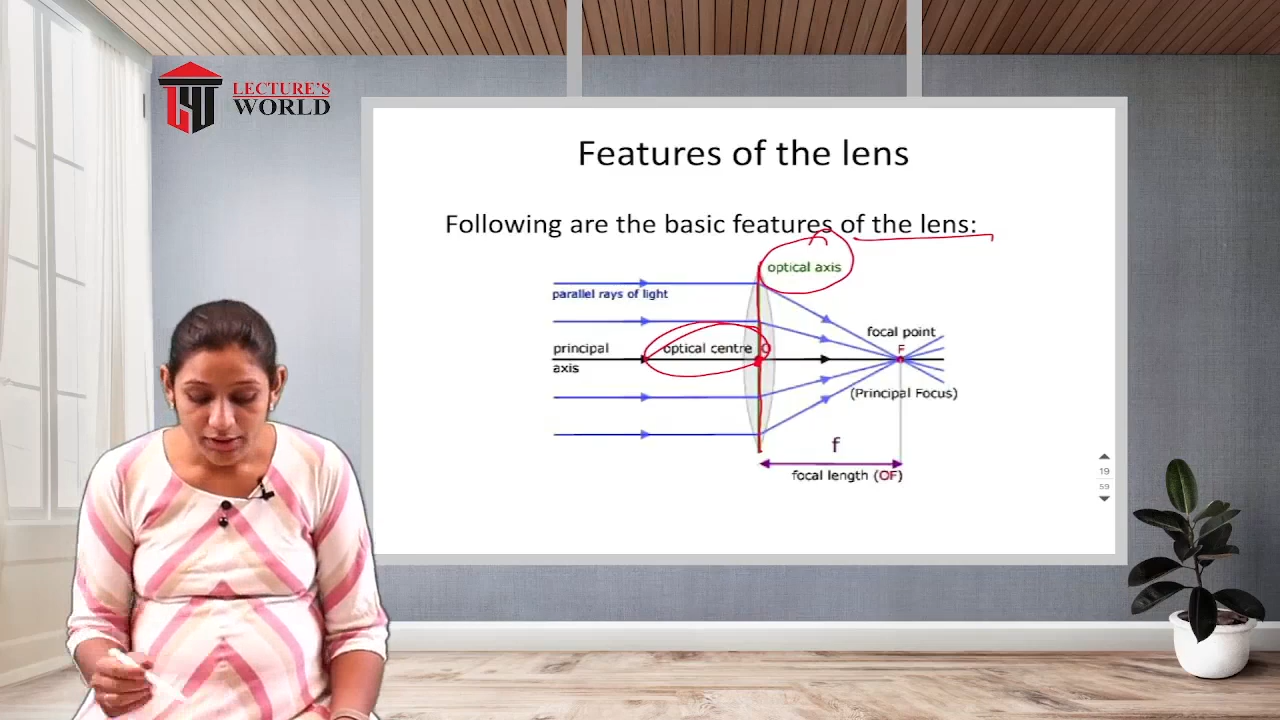 LECTURE'S
WORLD
Features of the lens
Following are the basic features of the lens:
optical axis
parallel rays of light
focal point
principal
axis
optical centre O
F
(Principal Focus)
f
focal length (OF)
19
59